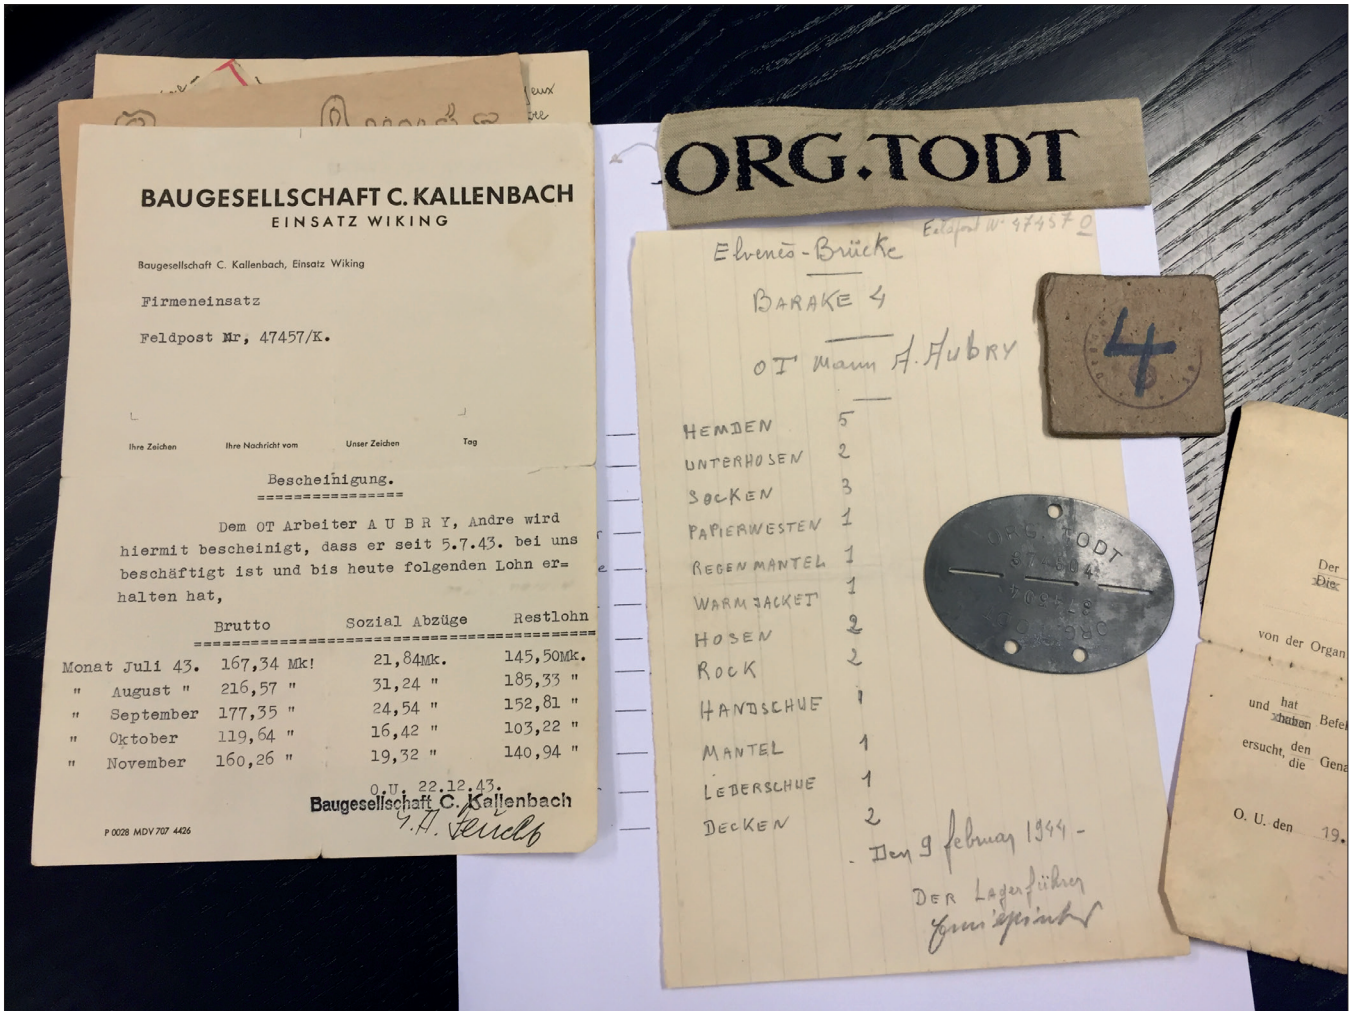 BAUGESELLSCHAFT C. KALLENBACH
EINSATZ WIKING
Baugesellschaft C. Kallenbach, Einsatz Wiking
Firmeneinsatz
Feldpost Nr, 47457/K.
Ihre Zeichen Ihre Nachricht vom Unser Zeichen Tag
Bescheinigung.
Dem OT Arbeiter A U B R Y, Andre wird
hiermit bescheinigt, dass er seit 5.7.43. bei uns
beschäftigt ist und bis heute folgenden Lohn er=
halten hat,
Brutto Sozial Abzüge Restlohn
Monat Juli 43. 167,34 Mk! 21,84Mk. 145,50Mk.
" August " 216,57 " 31,24 " 185,33 "
" September 177,35 " 24,54 " 152,81 "
" Oktober 119,64 " 16,42 " 103,22 "
" November 160,26 " 19,32 " 140,94 "
O.U. 22.12.43.
Baugesellschaft C. Kallenbach
P 0028 MDV 707 4426
ORG. TODT
N° 47457 O
Elvenes-Brücke
BARAKE 4
OT Mann A. AUBRY
HEMDEN 5
UNTERHOSEN 2
SOCKEN 3
PAPIERWESTEN 1
REGENMANTEL 1
WARMJACKET 1
HOSEN 2
ROCK 2
HANDSCHUE 1
MANTEL 1
LEDERSCHUE 1
DECKEN 2
Den 9 februar 1944-
DER Lagerführer
4
ORG. TODT
Der
Die
von der Organ
und hat
haben Befe
ersucht, den
die Gena
O. U. den 19.